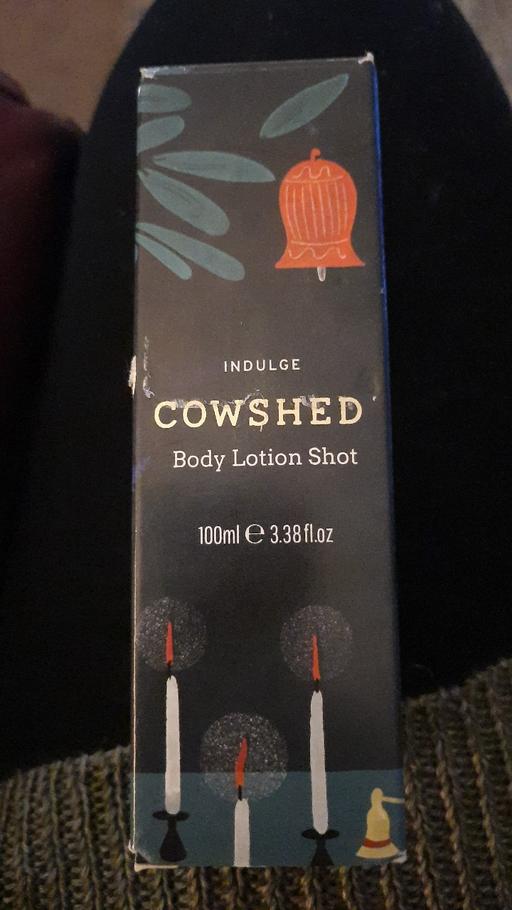 INDULGE
COWSHED
Body Lotion Shot
100ml ℮ 3.38 fl.oz